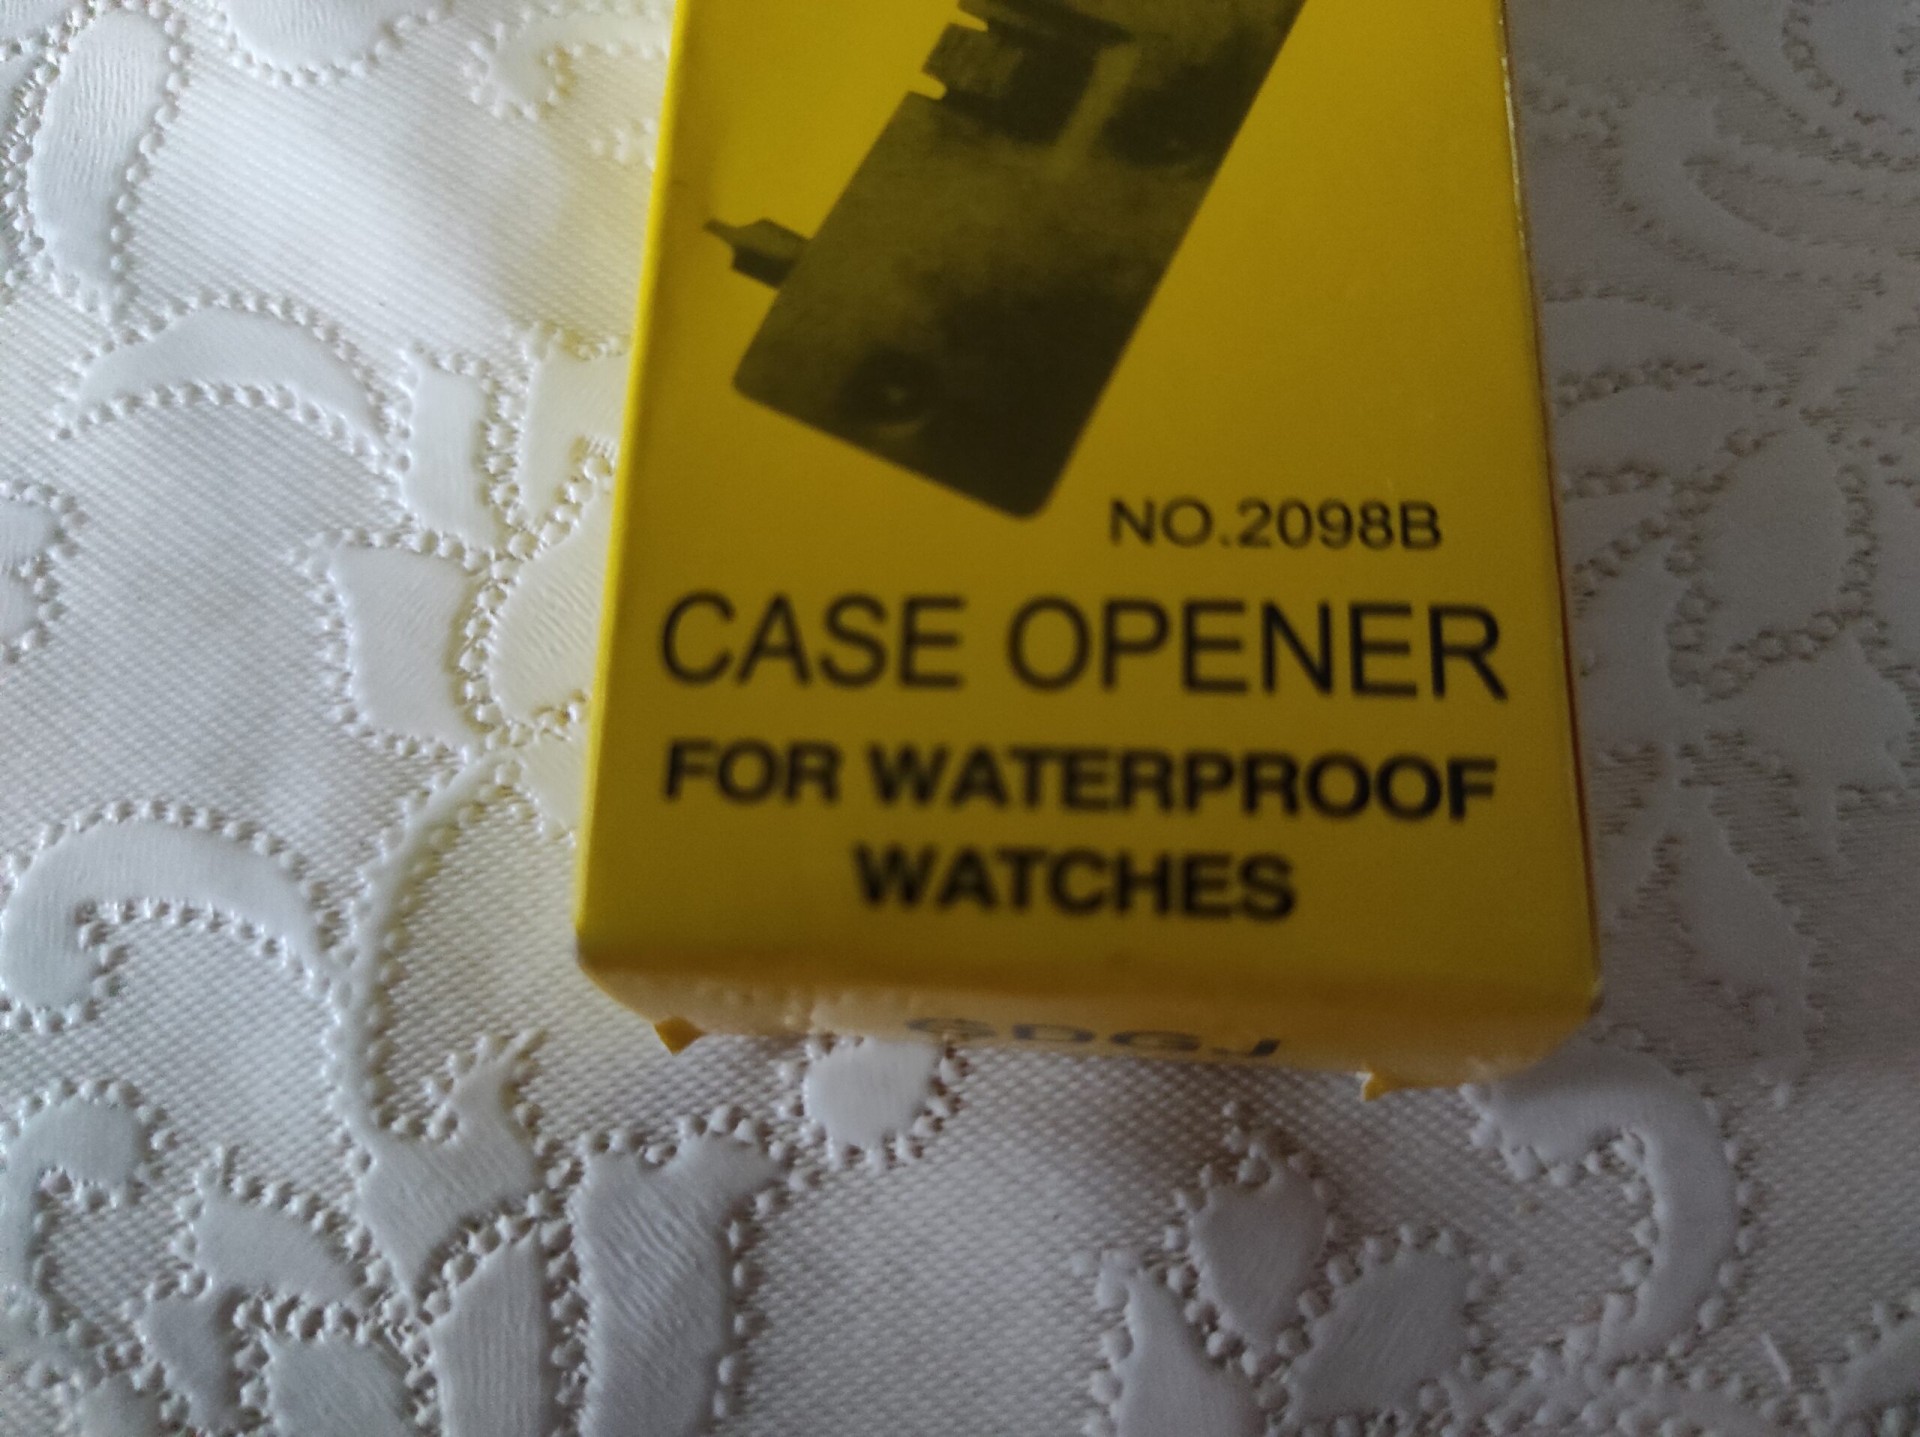 NO.2098B
CASE OPENER
FOR WATERPROOF
WATCHES